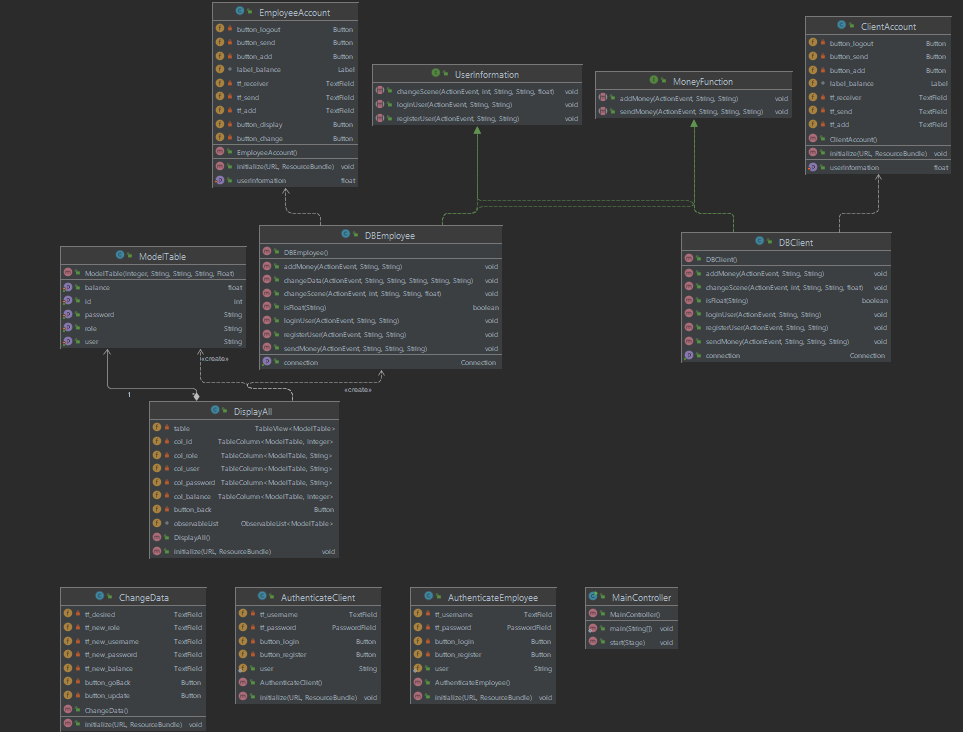 EmployeeAccount
button_logout Button
button_send Button
button_add Button
label_balance Label
tf_receiver TextField
tf_send TextField
tf_add TextField
button_display Button
button_change Button
EmployeeAccount()
initialize(URL, ResourceBundle) void
userInformation float
UserInformation
changeScene(ActionEvent, int, String, String, float) void
loginUser(ActionEvent, String, String) void
registerUser(ActionEvent, String, String) void
MoneyFunction
addMoney(ActionEvent, String, String) void
sendMoney(ActionEvent, String, String, String) void
ClientAccount
button_logout Button
button_send Button
button_add Button
label_balance Label
tf_receiver TextField
tf_send TextField
tf_add TextField
ClientAccount()
initialize(URL, ResourceBundle) void
userInformation float
ModelTable
ModelTable(Integer, String, String, String, Float)
balance float
id int
password String
role String
user String
DBEmployee
DBEmployee()
addMoney(ActionEvent, String, String) void
changeData(ActionEvent, String, String, String, String, String) void
changeScene(ActionEvent, int, String, String, float) void
isFloat(String) boolean
loginUser(ActionEvent, String, String) void
registerUser(ActionEvent, String, String) void
sendMoney(ActionEvent, String, String, String) void
connection Connection
DBClient
DBClient()
addMoney(ActionEvent, String, String) void
changeScene(ActionEvent, int, String, String, float) void
isFloat(String) boolean
loginUser(ActionEvent, String, String) void
registerUser(ActionEvent, String, String) void
sendMoney(ActionEvent, String, String, String) void
connection Connection
«create»
«create»
1
DisplayAll
table TableView<ModelTable>
col_id TableColumn<ModelTable, Integer>
col_role TableColumn<ModelTable, String>
col_user TableColumn<ModelTable, String>
col_password TableColumn<ModelTable, String>
col_balance TableColumn<ModelTable, Integer>
button_back Button
observableList ObservableList<ModelTable>
DisplayAll()
initialize(URL, ResourceBundle) void
ChangeData
tf_desired TextField
tf_new_role TextField
tf_new_username TextField
tf_new_password TextField
tf_new_balance TextField
button_goBack Button
button_update Button
ChangeData()
initialize(URL, ResourceBundle) void
AuthenticateClient
tf_username TextField
tf_password PasswordField
button_login Button
button_register Button
user String
AuthenticateClient()
initialize(URL, ResourceBundle) void
AuthenticateEmployee
tf_username TextField
tf_password PasswordField
button_login Button
button_register Button
user String
AuthenticateEmployee()
initialize(URL, ResourceBundle) void
MainController
MainController()
main(String[]) void
start(Stage) void